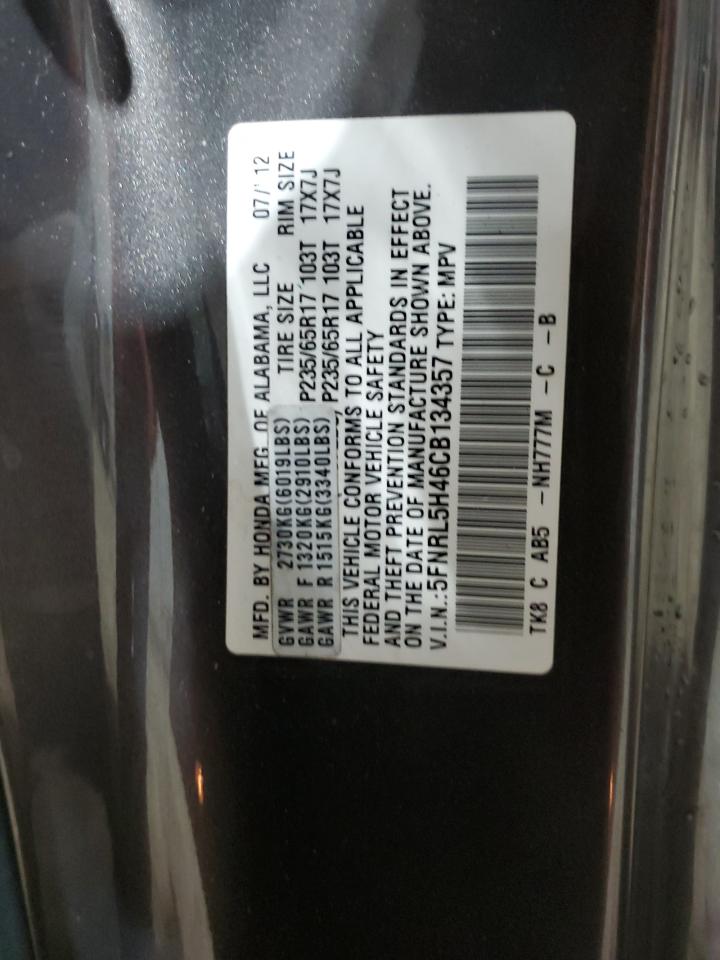 MFD. BY HONDA MFG. OF ALABAMA, LLC 07/12
GVWR 2730KG(6019LBS) TIRE SIZE RIM SIZE
GAWR F 1320KG(2910LBS) P235/65R17 103T 17X7J
GAWR R 1515KG(3340LBS) P235/65R17 103T 17X7J
THIS VEHICLE CONFORMS TO ALL APPLICABLE
FEDERAL MOTOR VEHICLE SAFETY
AND THEFT PREVENTION STANDARDS IN EFFECT
ON THE DATE OF MANUFACTURE SHOWN ABOVE.
V.I.N.:5FNRL5H46CB134357 TYPE: MPV
TK8 C AB5 -NH777M -C -B